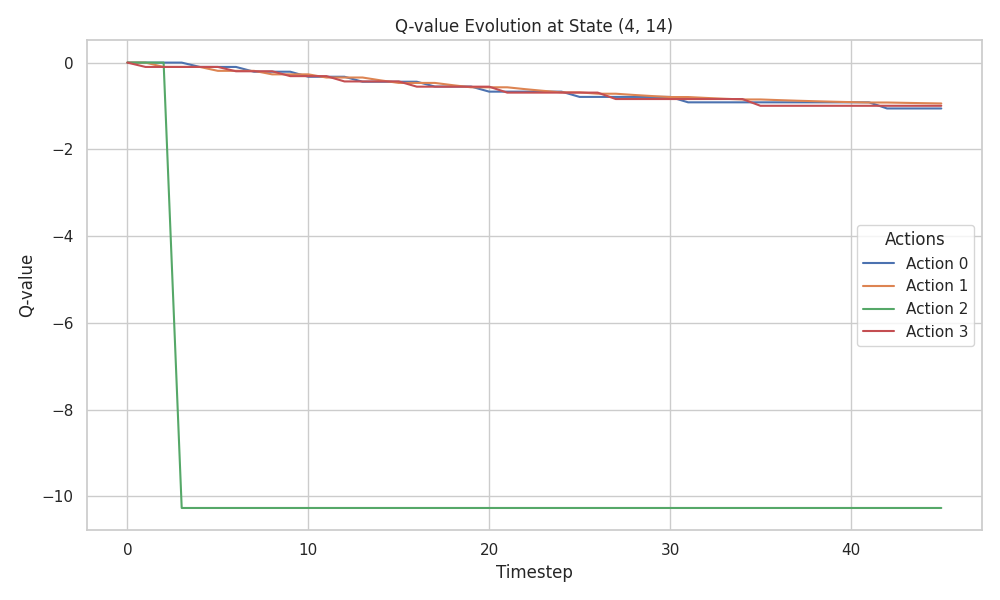 Q-value Evolution at State (4, 14)
0
−2
−4
−6
−8
−10
Q-value
Actions
Action 0
Action 1
Action 2
Action 3
0 10 20 30 40
Timestep